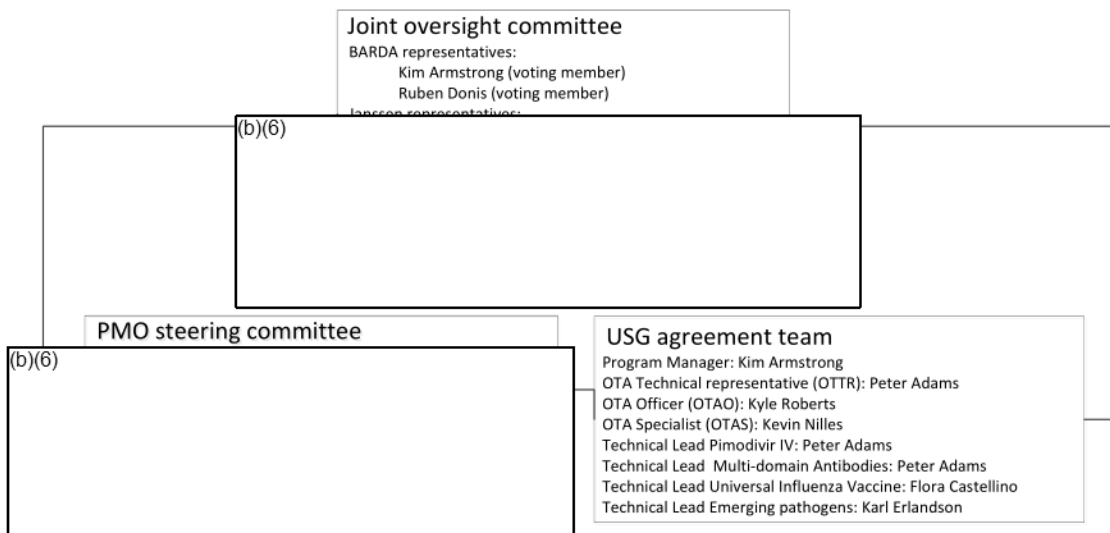 Joint oversight committee
BARDA representatives:
Kim Armstrong (voting member)
Ruben Donis (voting member)
Janssen representatives:
(b)(6)
PMO steering committee
(b)(6)
USG agreement team
Program Manager: Kim Armstrong
OTA Technical representative (OTTR): Peter Adams
OTA Officer (OTAO): Kyle Roberts
OTA Specialist (OTAS): Kevin Nilles
Technical Lead Pimodivir IV: Peter Adams
Technical Lead  Multi-domain Antibodies: Peter Adams
Technical Lead Universal Influenza Vaccine: Flora Castellino
Technical Lead Emerging pathogens: Karl Erlandson